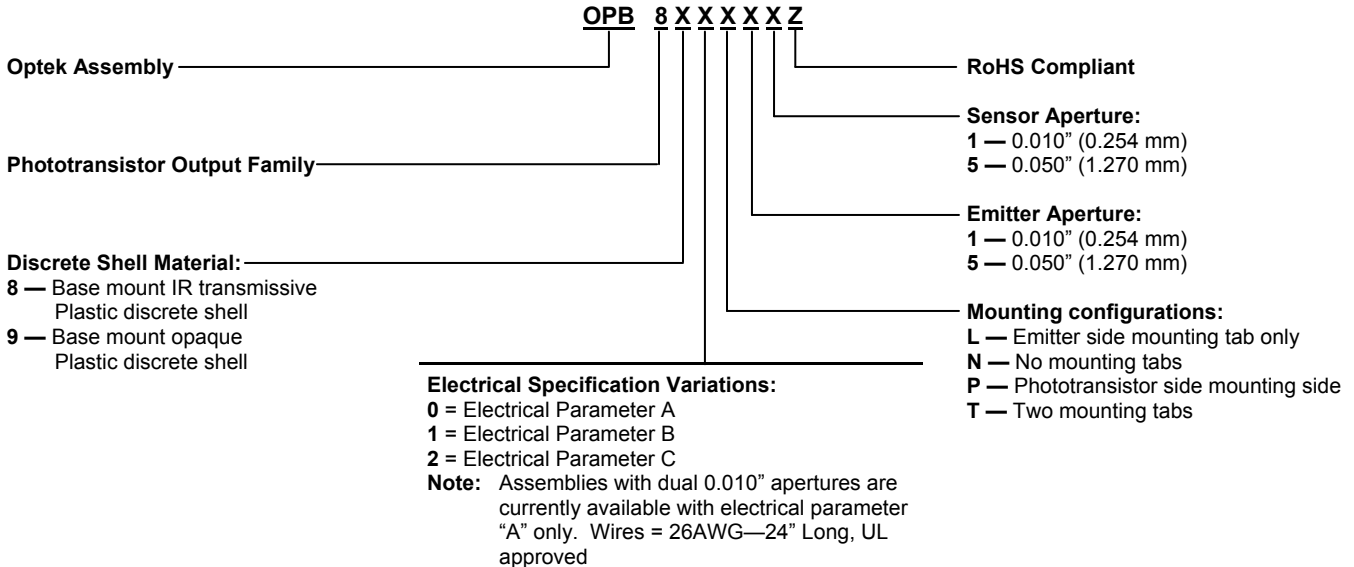 OPB 8 X X X X X Z
Optek Assembly
RoHS Compliant
Sensor Aperture:
1 — 0.010” (0.254 mm)
5 — 0.050” (1.270 mm)
Phototransistor Output Family
Emitter Aperture:
1 — 0.010” (0.254 mm)
5 — 0.050” (1.270 mm)
Discrete Shell Material:
8 — Base mount IR transmissive
Plastic discrete shell
9 — Base mount opaque
Plastic discrete shell
Mounting configurations:
L — Emitter side mounting tab only
N — No mounting tabs
P — Phototransistor side mounting side
T — Two mounting tabs
Electrical Specification Variations:
0 = Electrical Parameter A
1 = Electrical Parameter B
2 = Electrical Parameter C
Note: Assemblies with dual 0.010” apertures are
currently available with electrical parameter
“A” only. Wires = 26AWG—24” Long, UL
approved